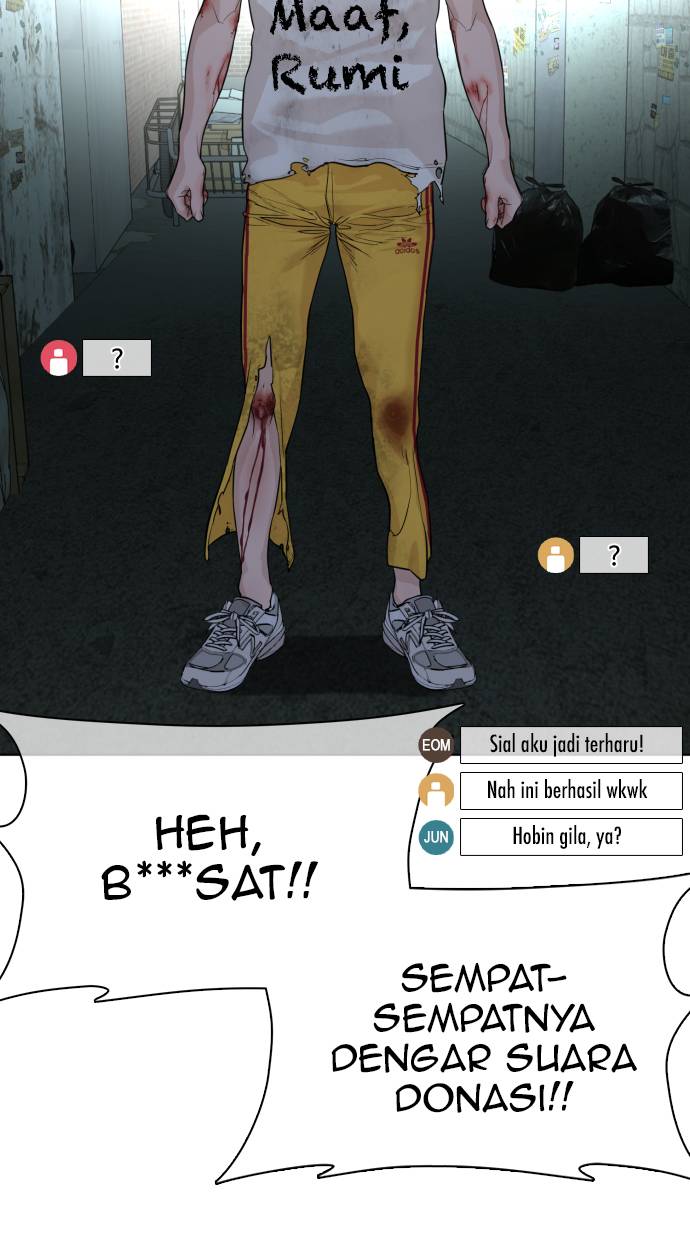 Maaf,
Rumi
adidas
?
?
EOM Sial aku jadi terharu!
Nah ini berhasil wkwk
JUN Hobin gila, ya?
HEH,
B***SAT!!
SEMPAT-
SEMPATNYA
DENGAR SUARA
DONASI!!